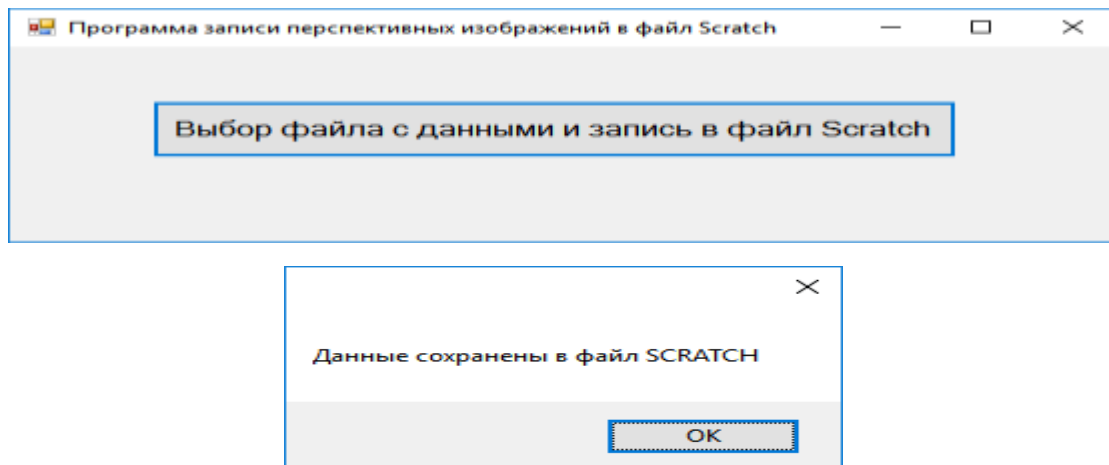 Программа записи перспективных изображений в файл Scratch
Выбор файла с данными и запись в файл Scratch
Данные сохранены в файл SCRATCH
OK